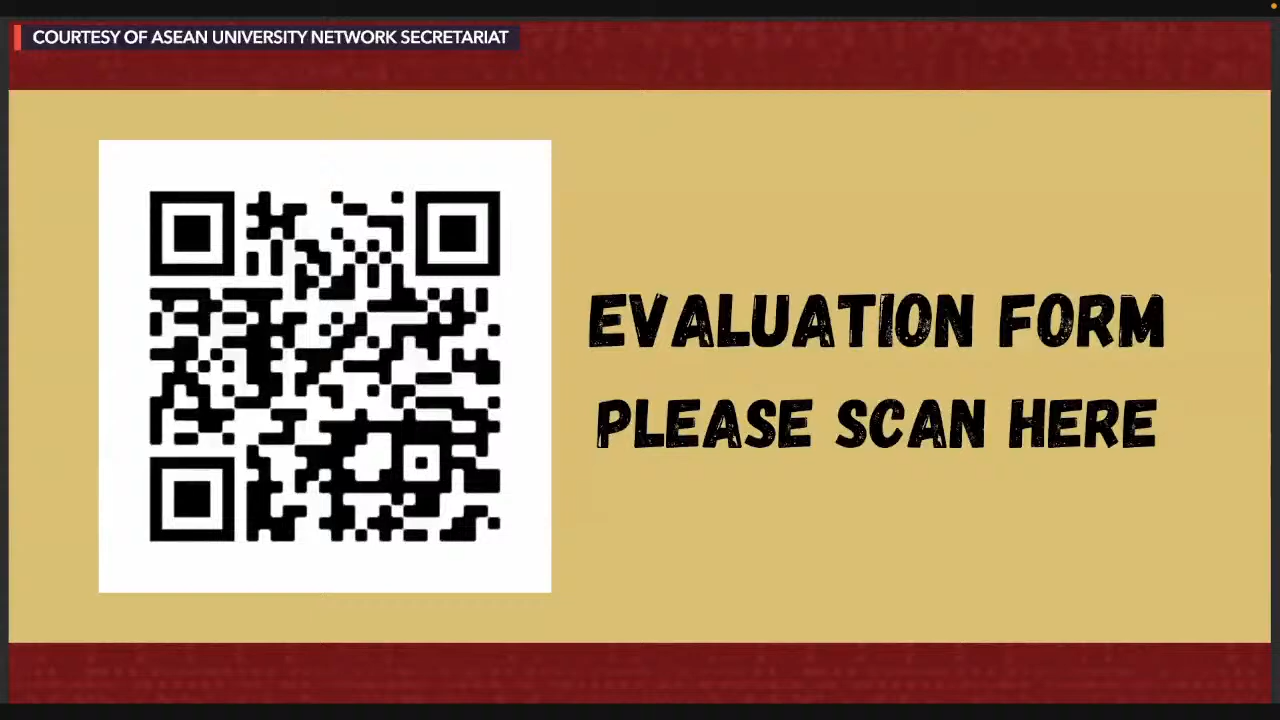 COURTESY OF ASEAN UNIVERSITY NETWORK SECRETARIAT
EVALUATION FORM
PLEASE SCAN HERE